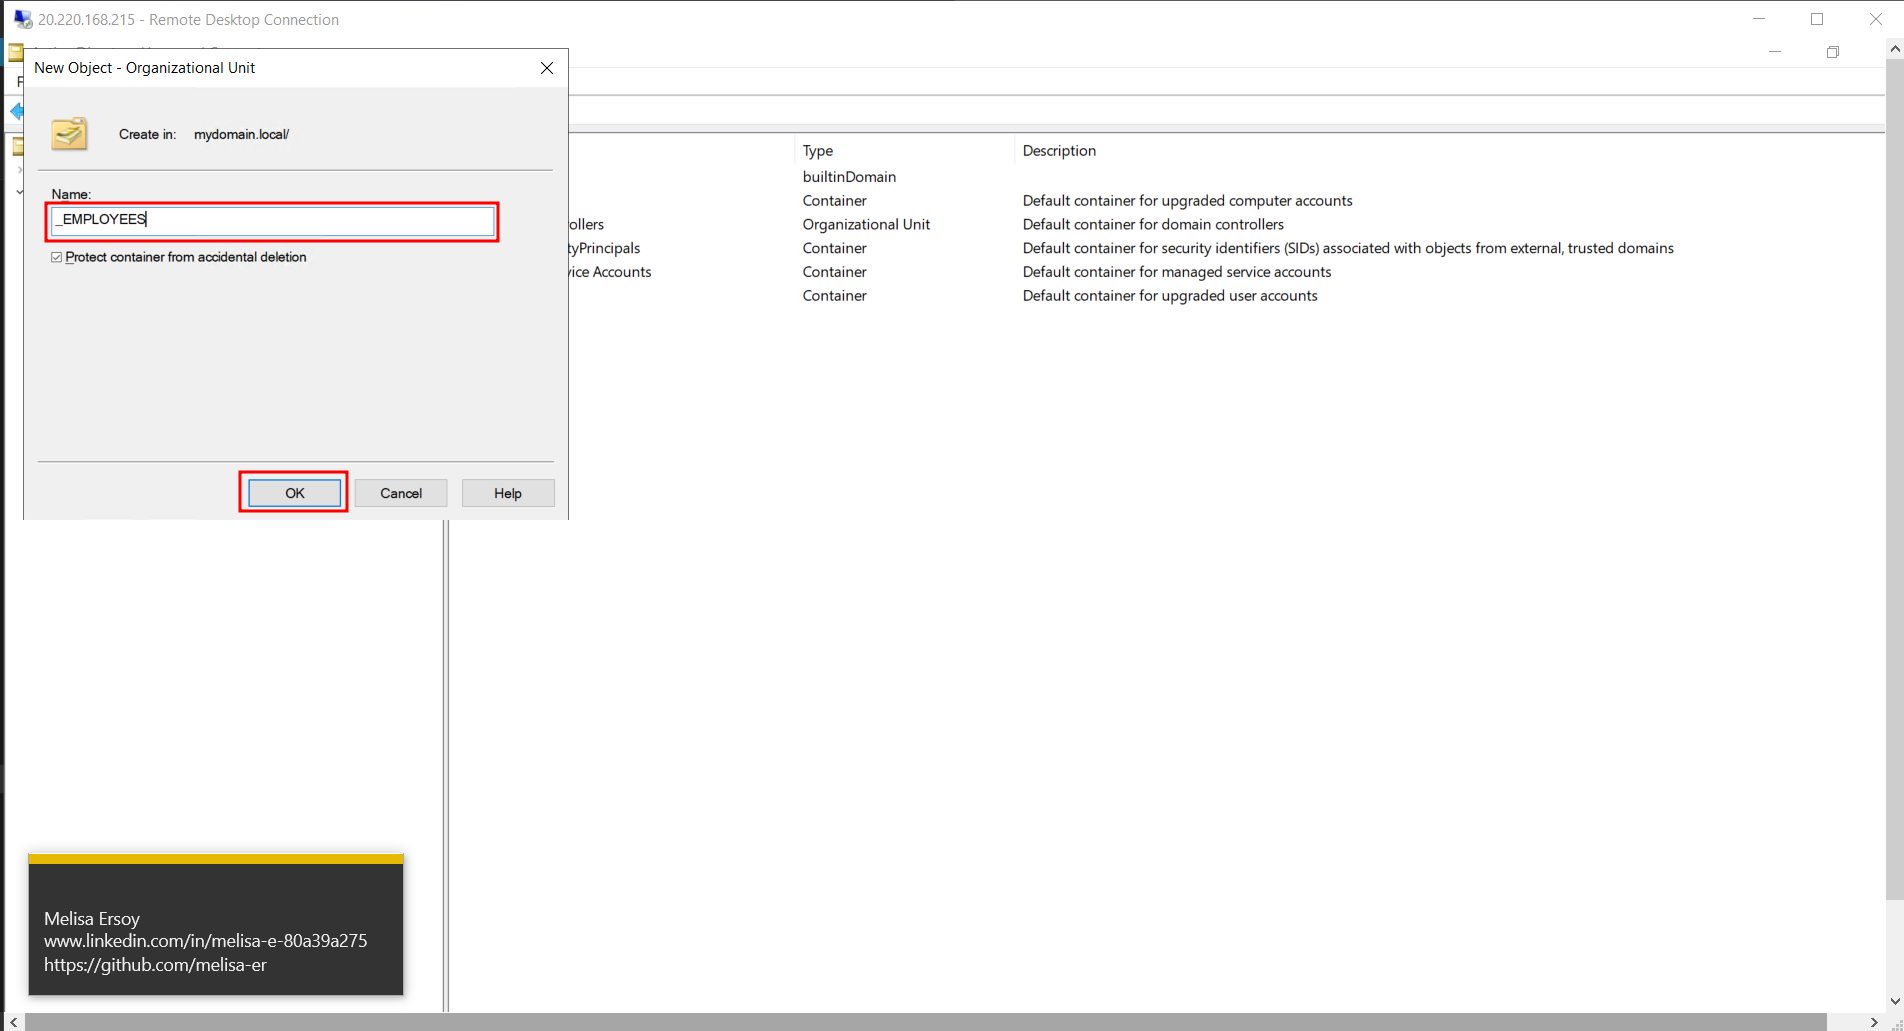 20.220.168.215 - Remote Desktop Connection
New Object - Organizational Unit
F
Create in: mydomain.local/
Name:
_EMPLOYEES
Protect container from accidental deletion
OK
Cancel
Help
Type Description
builtinDomain
Container Default container for upgraded computer accounts
ollers Organizational Unit Default container for domain controllers
tyPrincipals Container Default container for security identifiers (SIDs) associated with objects from external, trusted domains
vice Accounts Container Default container for managed service accounts
Container Default container for upgraded user accounts
Melisa Ersoy
www.linkedin.com/in/melisa-e-80a39a275
https://github.com/melisa-er